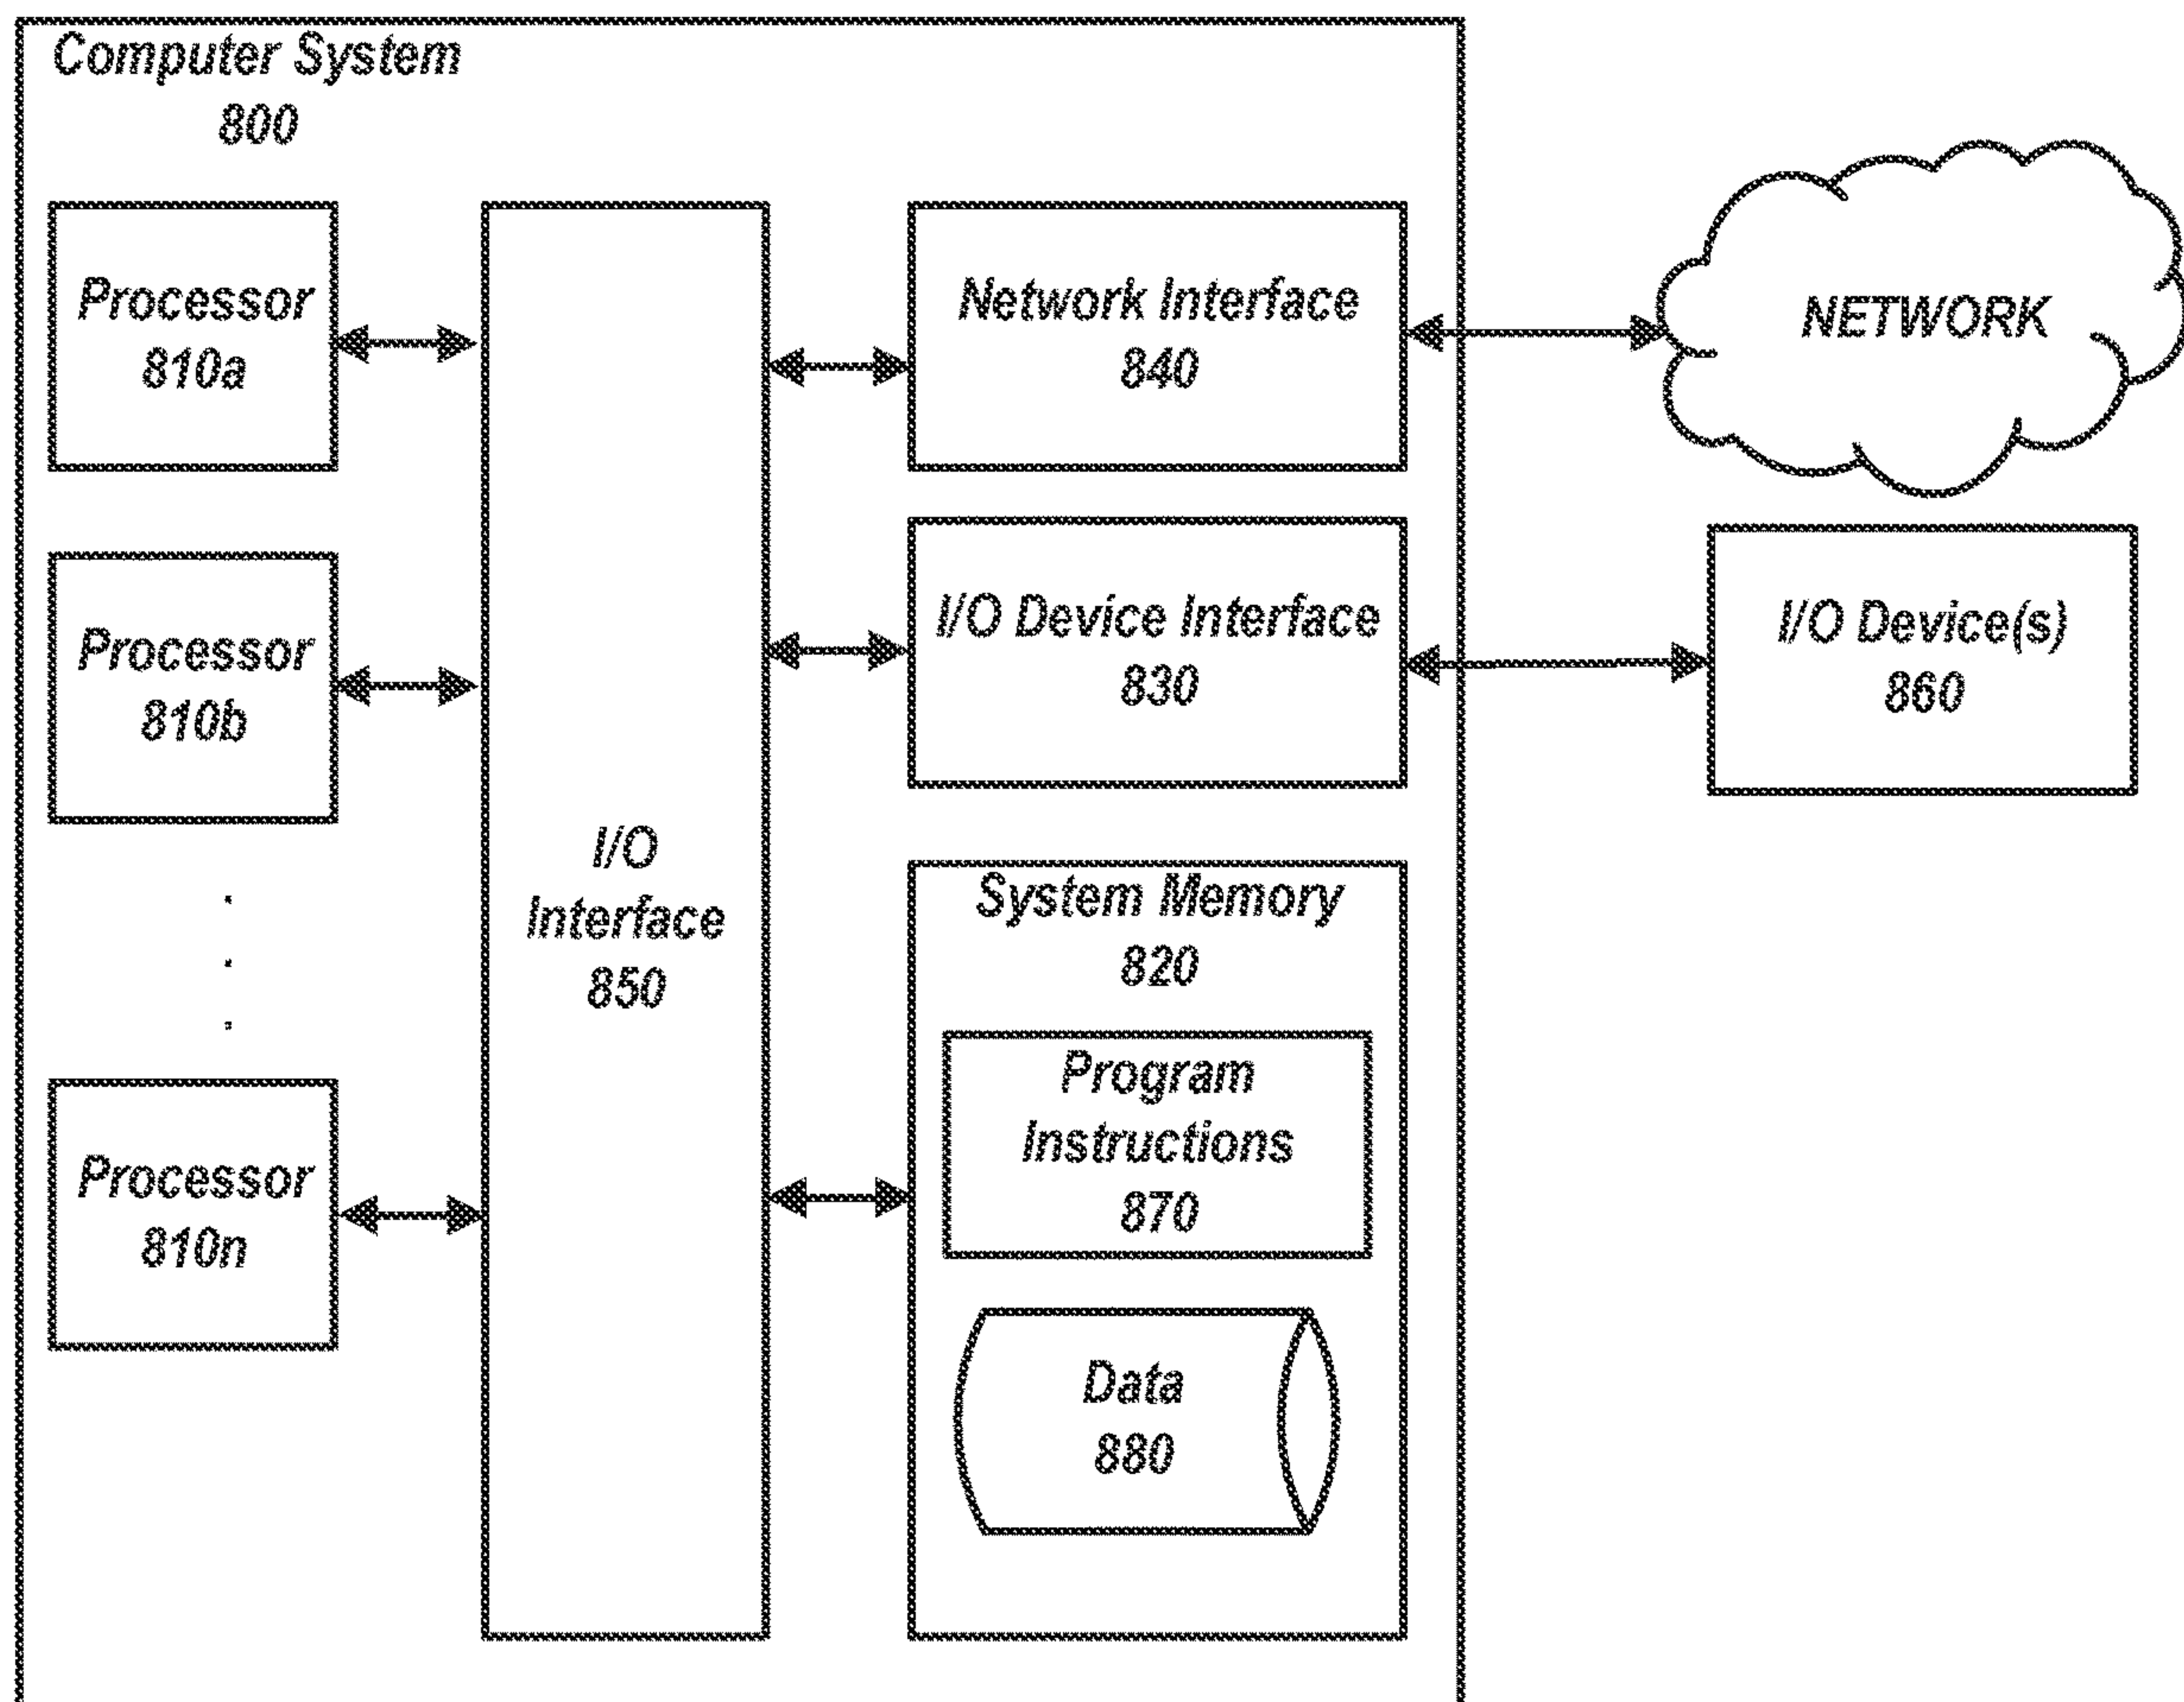 Computer System
800
Processor
810a
Processor
810b
.
.
.
Processor
810n
I/O
Interface
850
Network Interface
840
I/O Device Interface
830
System Memory
820
Program
Instructions
870
Data
880
NETWORK
I/O Device(s)
860